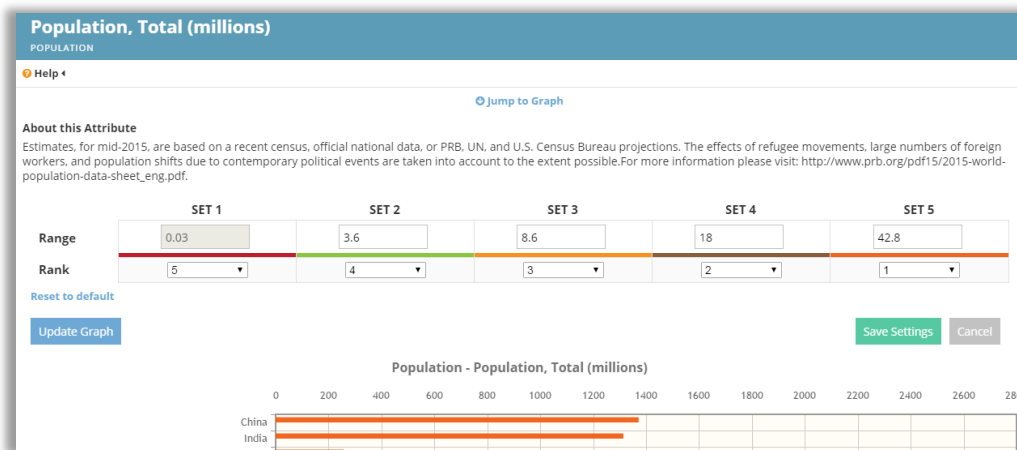 Population, Total (millions)
POPULATION
Help
Jump to Graph
About this Attribute
Estimates, for mid-2015, are based on a recent census, official national data, or PRB, UN, and U.S. Census Bureau projections. The effects of refugee movements, large numbers of foreign
workers, and population shifts due to contemporary political events are taken into account to the extent possible.For more information please visit: http://www.prb.org/pdf15/2015-world-
population-data-sheet_eng.pdf.
SET 1 SET 2 SET 3 SET 4 SET 5
Range 0.03 3.6 8.6 18 42.8
Rank 5 4 3 2 1
Reset to default
Update Graph Save Settings Cancel
Population - Population, Total (millions)
0 200 400 600 800 1000 1200 1400 1600 1800 2000 2200 2400 2600
China
India